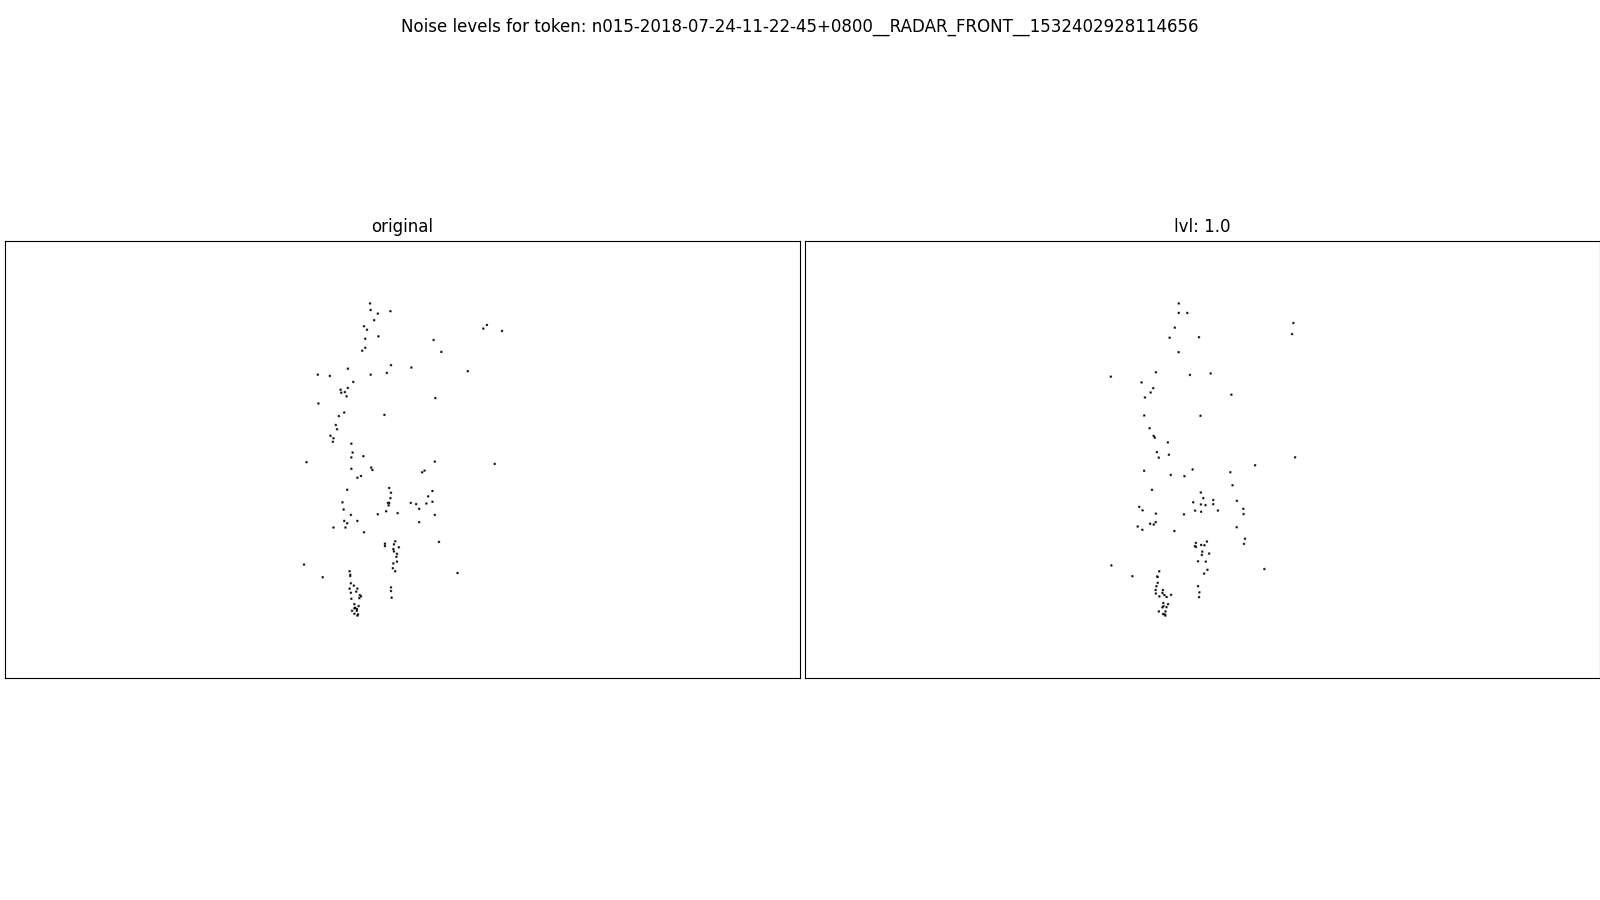 Noise levels for token: n015-2018-07-24-11-22-45+0800__RADAR_FRONT__1532402928114656
original
lvl: 1.0